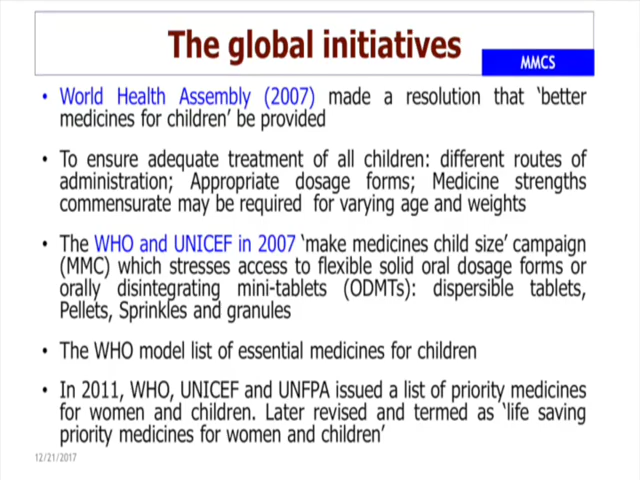 The global initiatives
MMCS
• World Health Assembly (2007) made a resolution that ‘better
medicines for children’ be provided
• To ensure adequate treatment of all children: different routes of
administration; Appropriate dosage forms; Medicine strengths
commensurate may be required for varying age and weights
• The WHO and UNICEF in 2007 ‘make medicines child size’ campaign
(MMC) which stresses access to flexible solid oral dosage forms or
orally disintegrating mini-tablets (ODMTs): dispersible tablets,
Pellets, Sprinkles and granules
• The WHO model list of essential medicines for children
• In 2011, WHO, UNICEF and UNFPA issued a list of priority medicines
for women and children. Later revised and termed as ‘life saving
priority medicines for women and children’
12/21/2017